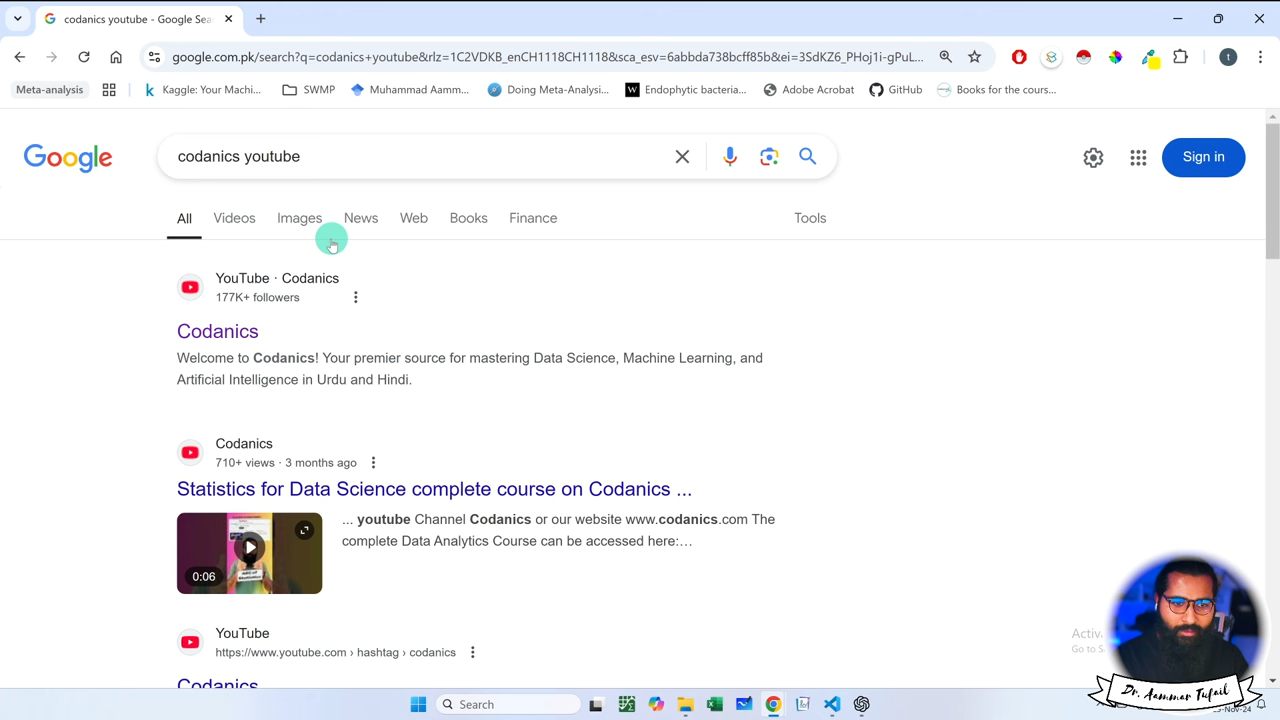 codanics youtube - Google Sea
google.com.pk/search?q=codanics+youtube&rlz=1C2VDKB_enCH1118CH1118&sca_esv=6abbda738bcff85b&ei=3SdKZ6_PHoj1i-gPuL...
t
Meta-analysis
Kaggle: Your Machi...
SWMP
Muhammad Aamm...
Doing Meta-Analysi...
W
Endophytic bacteria...
Adobe Acrobat
GitHub
Books for the cours...
Google
codanics youtube
Sign in
All Videos Images News Web Books Finance Tools
YouTube · Codanics
177K+ followers
Codanics
Welcome to Codanics! Your premier source for mastering Data Science, Machine Learning, and
Artificial Intelligence in Urdu and Hindi.
Codanics
710+ views · 3 months ago
Statistics for Data Science complete course on Codanics ...
... youtube Channel Codanics or our website www.codanics.com The
complete Data Analytics Course can be accessed here:...
0:06
YouTube
https://www.youtube.com › hashtag › codanics
Codanics
Go to S
Dr. Aammar Tufail
Search